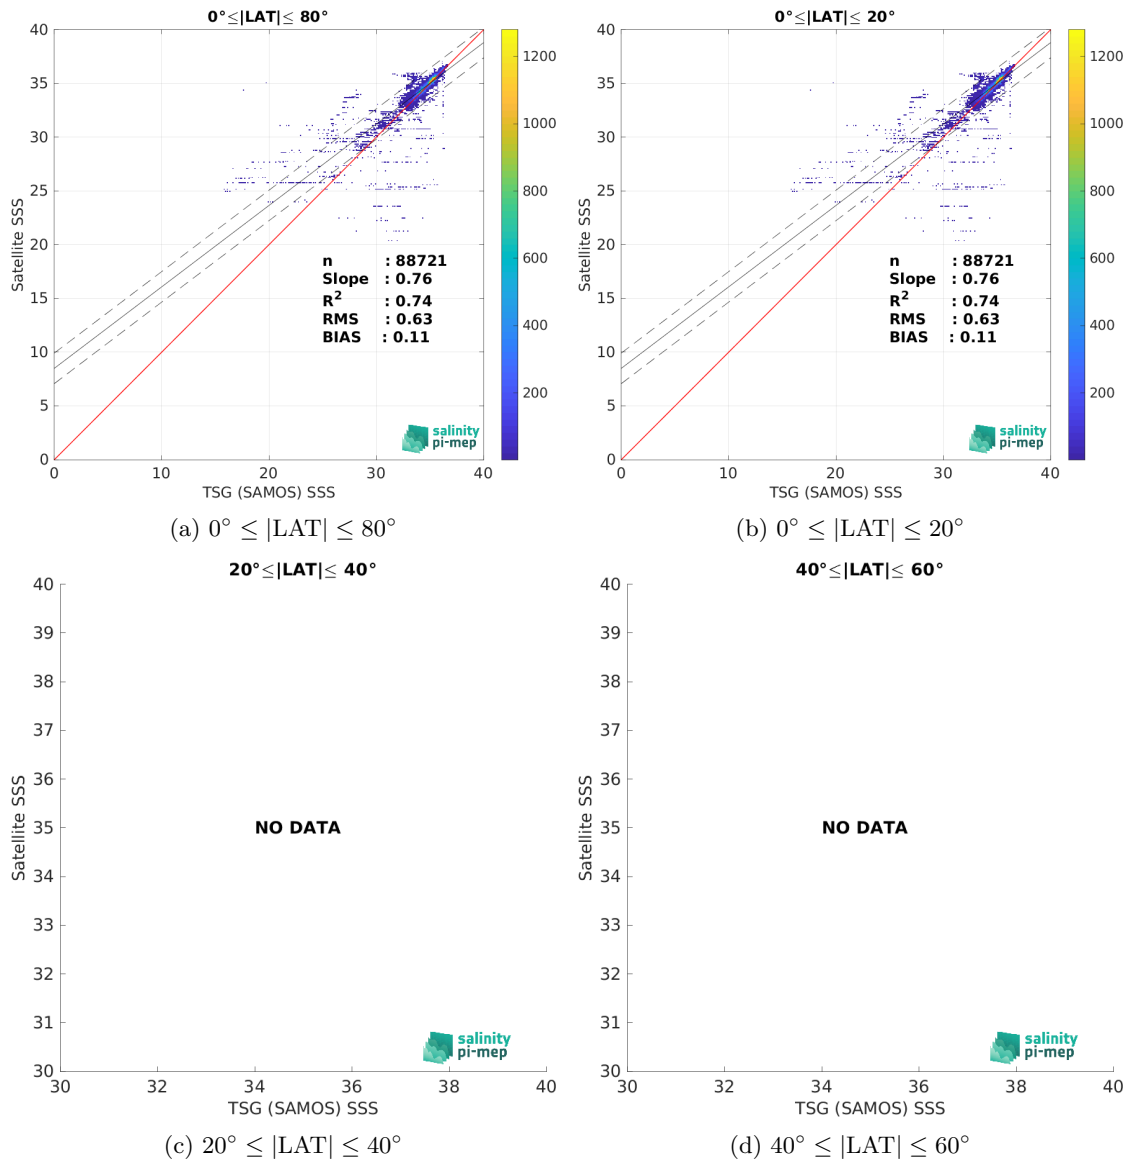 0°≤|LAT|≤ 80°
40
35
30
25
20
15
10
5
0
Satellite SSS
0
10
20
30
40
TSG (SAMOS) SSS
1200
1000
800
600
400
200
n : 88721
Slope : 0.76
R² : 0.74
RMS : 0.63
BIAS : 0.11
salinity
pi-mep
(a) 0° ≤ |LAT| ≤ 80°
0°≤|LAT|≤ 20°
40
35
30
25
20
15
10
5
0
Satellite SSS
0
10
20
30
40
TSG (SAMOS) SSS
1200
1000
800
600
400
200
n : 88721
Slope : 0.76
R² : 0.74
RMS : 0.63
BIAS : 0.11
salinity
pi-mep
(b) 0° ≤ |LAT| ≤ 20°
20°≤|LAT|≤ 40°
40
39
38
37
36
35
34
33
32
31
30
Satellite SSS
NO DATA
salinity
pi-mep
30
32
34
36
38
40
TSG (SAMOS) SSS
(c) 20° ≤ |LAT| ≤ 40°
40°≤|LAT|≤ 60°
40
39
38
37
36
35
34
33
32
31
30
Satellite SSS
NO DATA
salinity
pi-mep
30
32
34
36
38
40
TSG (SAMOS) SSS
(d) 40° ≤ |LAT| ≤ 60°